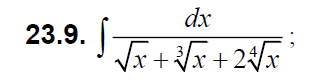 23.9. ∫ dx / (√x + ∛x + 2∜x) ;